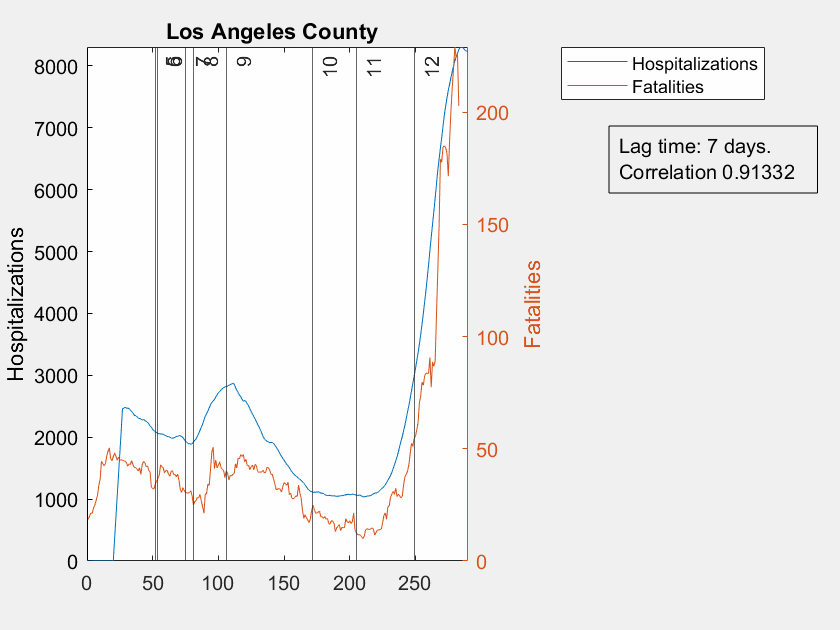 Los Angeles County
Hospitalizations
Fatalities
Lag time: 7 days.
Correlation 0.91332
5
6
7
8
9
10
11
12
8000
7000
6000
5000
4000
3000
2000
1000
0
Hospitalizations
200
150
100
50
0
Fatalities
0 50 100 150 200 250